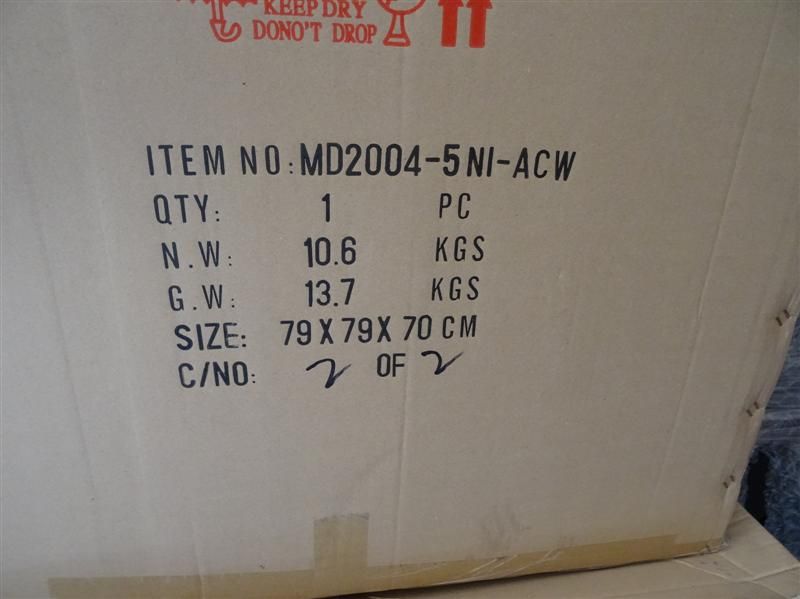 KEEP DRY
DONO'T DROP
ITEM NO: MD2004-5NI-ACW
QTY: 1 PC
N.W: 10.6 KGS
G.W: 13.7 KGS
SIZE: 79 X 79 X 70 CM
C/NO: 2 OF 2